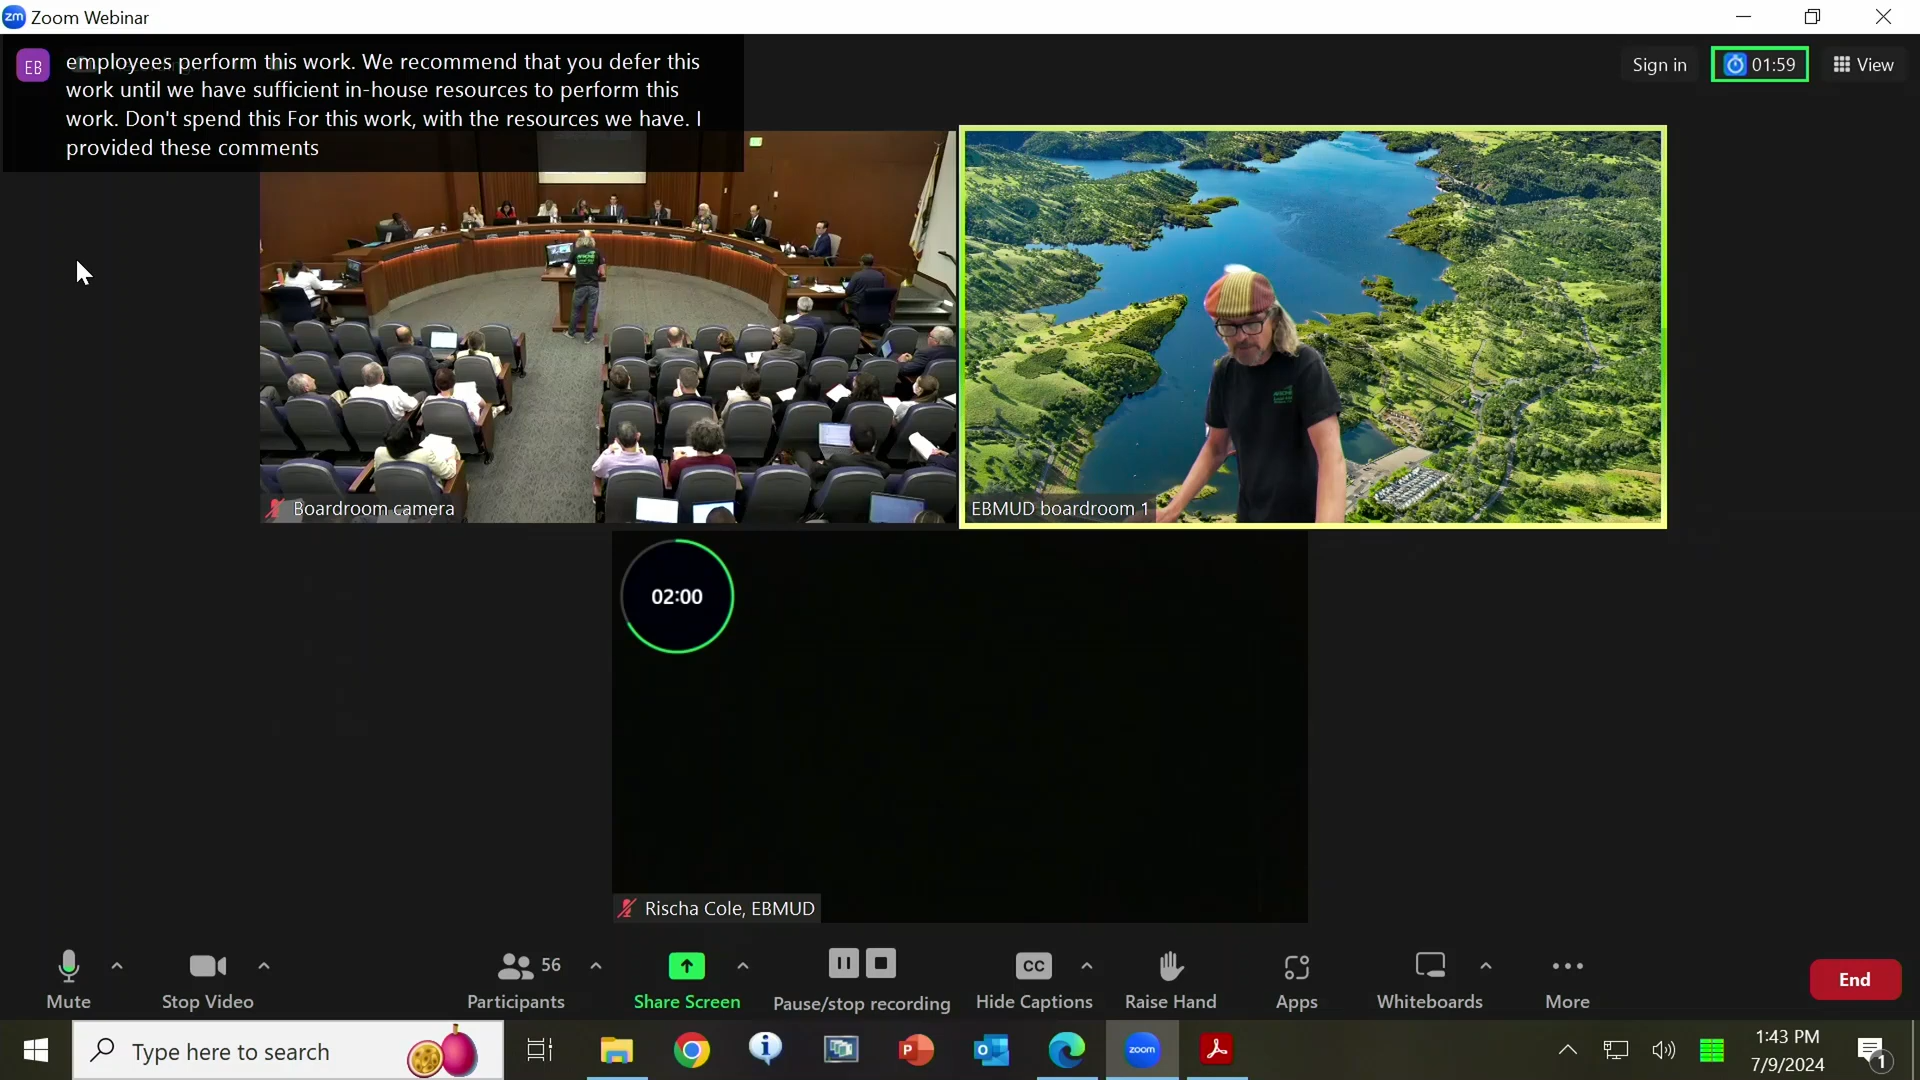 Zoom Webinar
EB
employees perform this work. We recommend that you defer this
work until we have sufficient in-house resources to perform this
work. Don't spend this For this work, with the resources we have. I
provided these comments
Sign in
01:59
View
Boardroom camera
EBMUD boardroom 1
02:00
Rischa Cole, EBMUD
Mute
Stop Video
56
Participants
Share Screen
Pause/stop recording
CC
Hide Captions
Raise Hand
Apps
Whiteboards
More
End
Type here to search
zoom
1:43 PM
7/9/2024
1